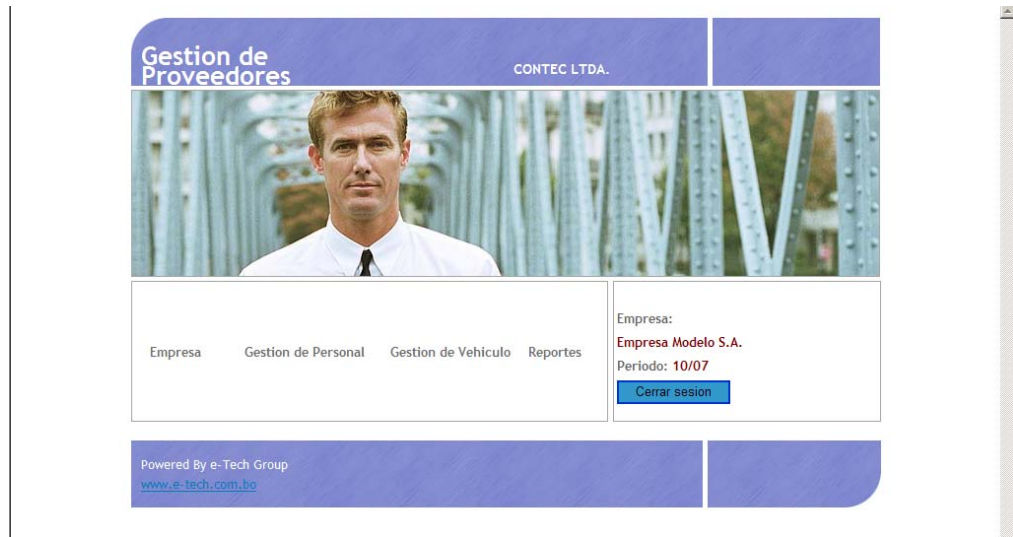 Gestion de
Proveedores
CONTEC LTDA.
Empresa
Gestion de Personal
Gestion de Vehiculo
Reportes
Empresa:
Empresa Modelo S.A.
Periodo: 10/07
Cerrar sesion
Powered By e-Tech Group
www.e-tech.com.bo